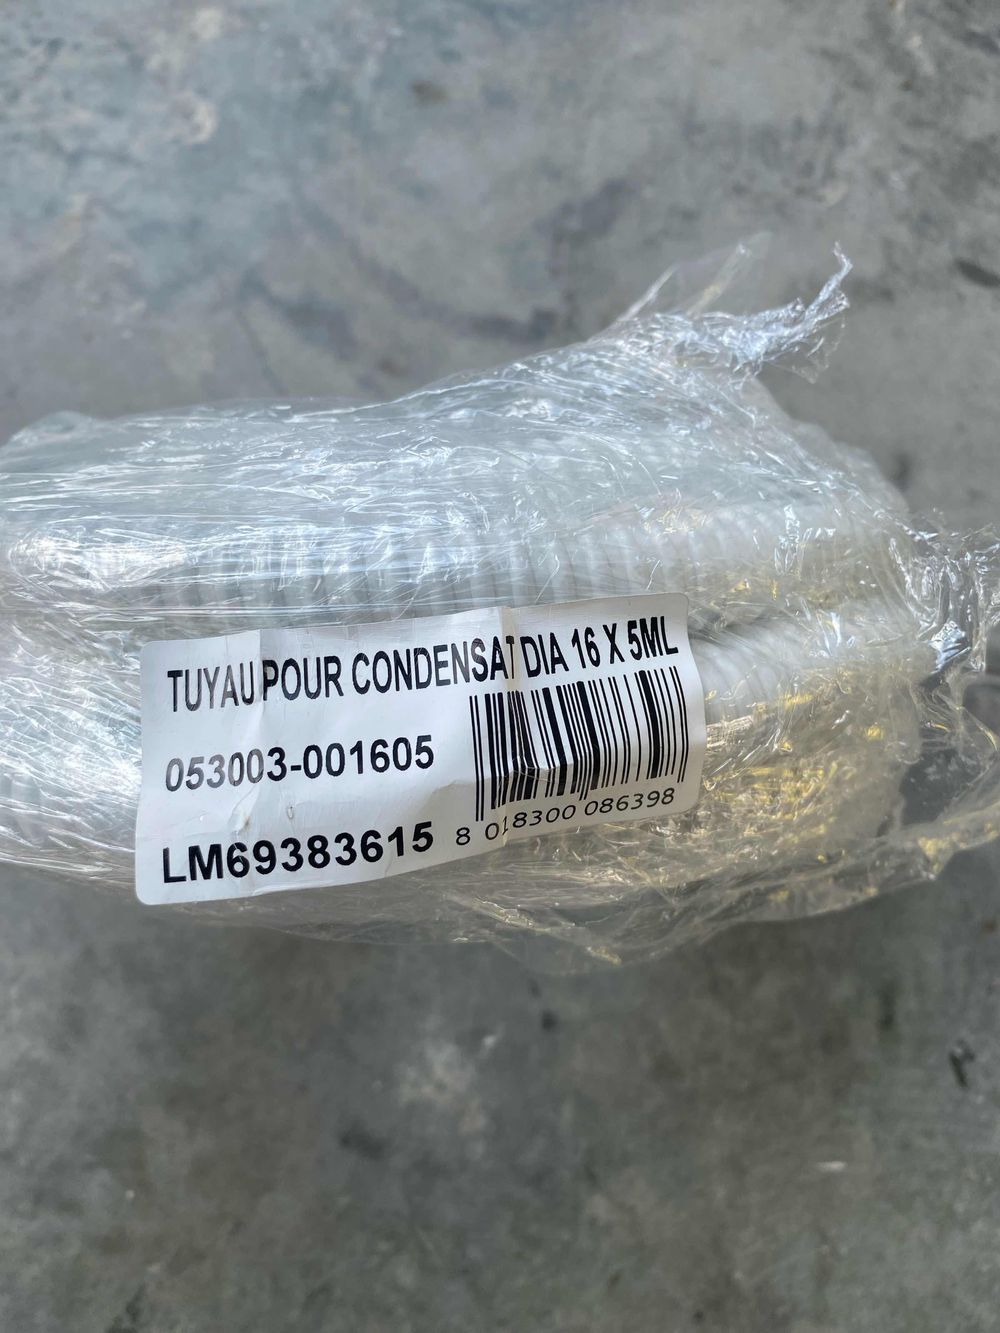 TUYAU POUR CONDENSAT DIA 16 X 5ML
053003-001605
LM69383615
8 018300 086398